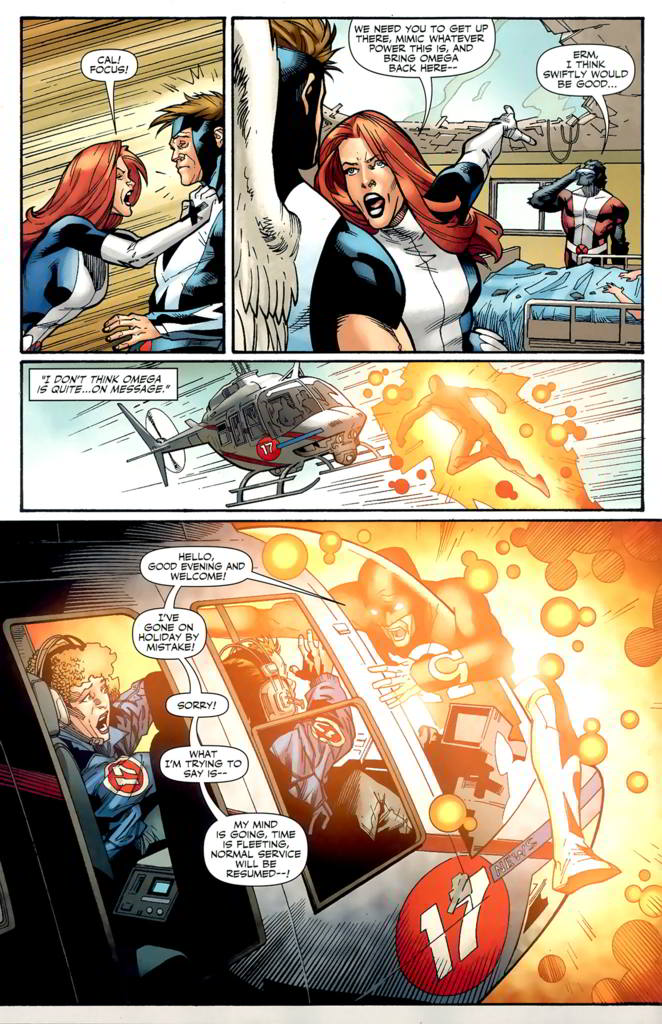 CAL!
FOCUS!
WE NEED YOU TO GET UP
THERE, MIMIC WHATEVER
POWER THIS IS, AND
BRING OMEGA
BACK HERE--
ERM,
I THINK
SWIFTLY WOULD
BE GOOD...
"I DON'T THINK OMEGA
IS QUITE...ON MESSAGE."
17
HELLO,
GOOD EVENING AND
WELCOME!
I'VE
GONE ON
HOLIDAY BY
MISTAKE!
SORRY!
WHAT
I'M TRYING TO
SAY IS--
MY MIND
IS GOING, TIME
IS FLEETING,
NORMAL SERVICE
WILL BE
RESUMED--!
17
17
Ω
17
NEWS